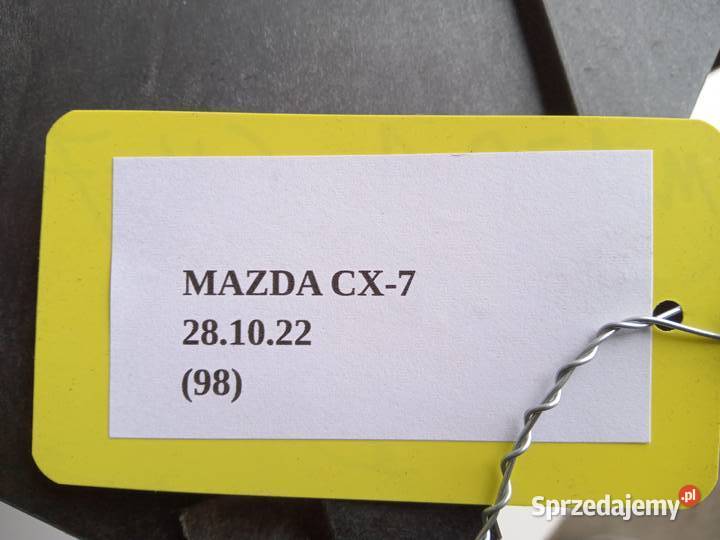 MAZDA CX-7
28.10.22
(98)
Sprzedajemy.pl